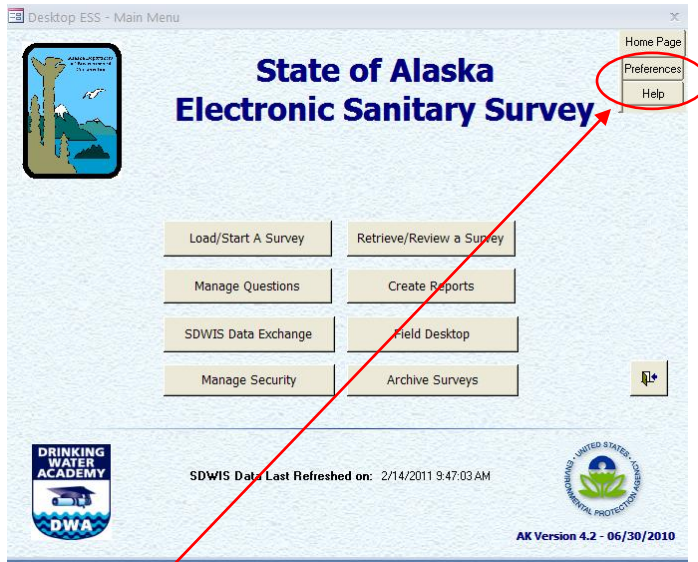 Desktop ESS - Main Menu
x
Home Page
Preferences
Help
State of Alaska
Electronic Sanitary Survey
Load/Start A Survey
Retrieve/Review a Survey
Manage Questions
Create Reports
SDWIS Data Exchange
Field Desktop
Manage Security
Archive Surveys
DRINKING
WATER
ACADEMY
DWA
SDWIS Data Last Refreshed on: 2/14/2011 9:47:03 AM
UNITED STATES
ENVIRONMENTAL PROTECTION AGENCY
AK Version 4.2 - 06/30/2010